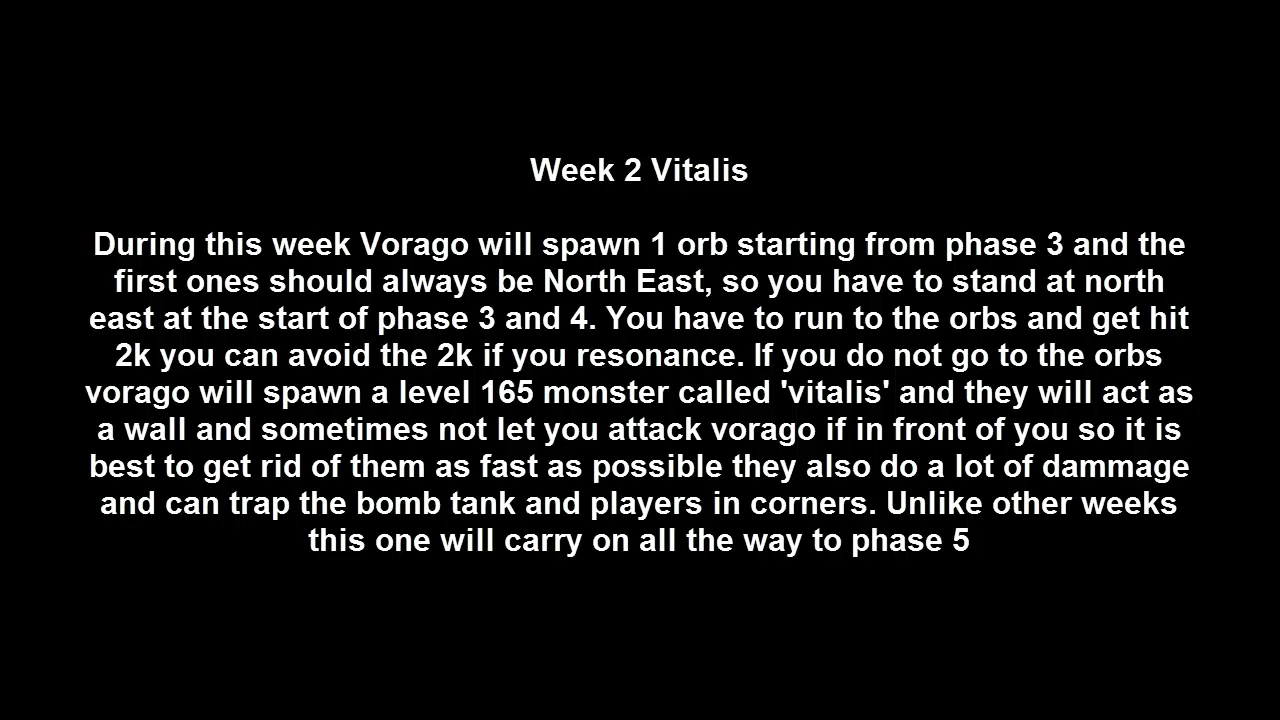 Week 2 Vitalis
During this week Vorago will spawn 1 orb starting from phase 3 and the
first ones should always be North East, so you have to stand at north
east at the start of phase 3 and 4. You have to run to the orbs and get hit
2k you can avoid the 2k if you resonance. If you do not go to the orbs
vorago will spawn a level 165 monster called 'vitalis' and they will act as
a wall and sometimes not let you attack vorago if in front of you so it is
best to get rid of them as fast as possible they also do a lot of dammage
and can trap the bomb tank and players in corners. Unlike other weeks
this one will carry on all the way to phase 5